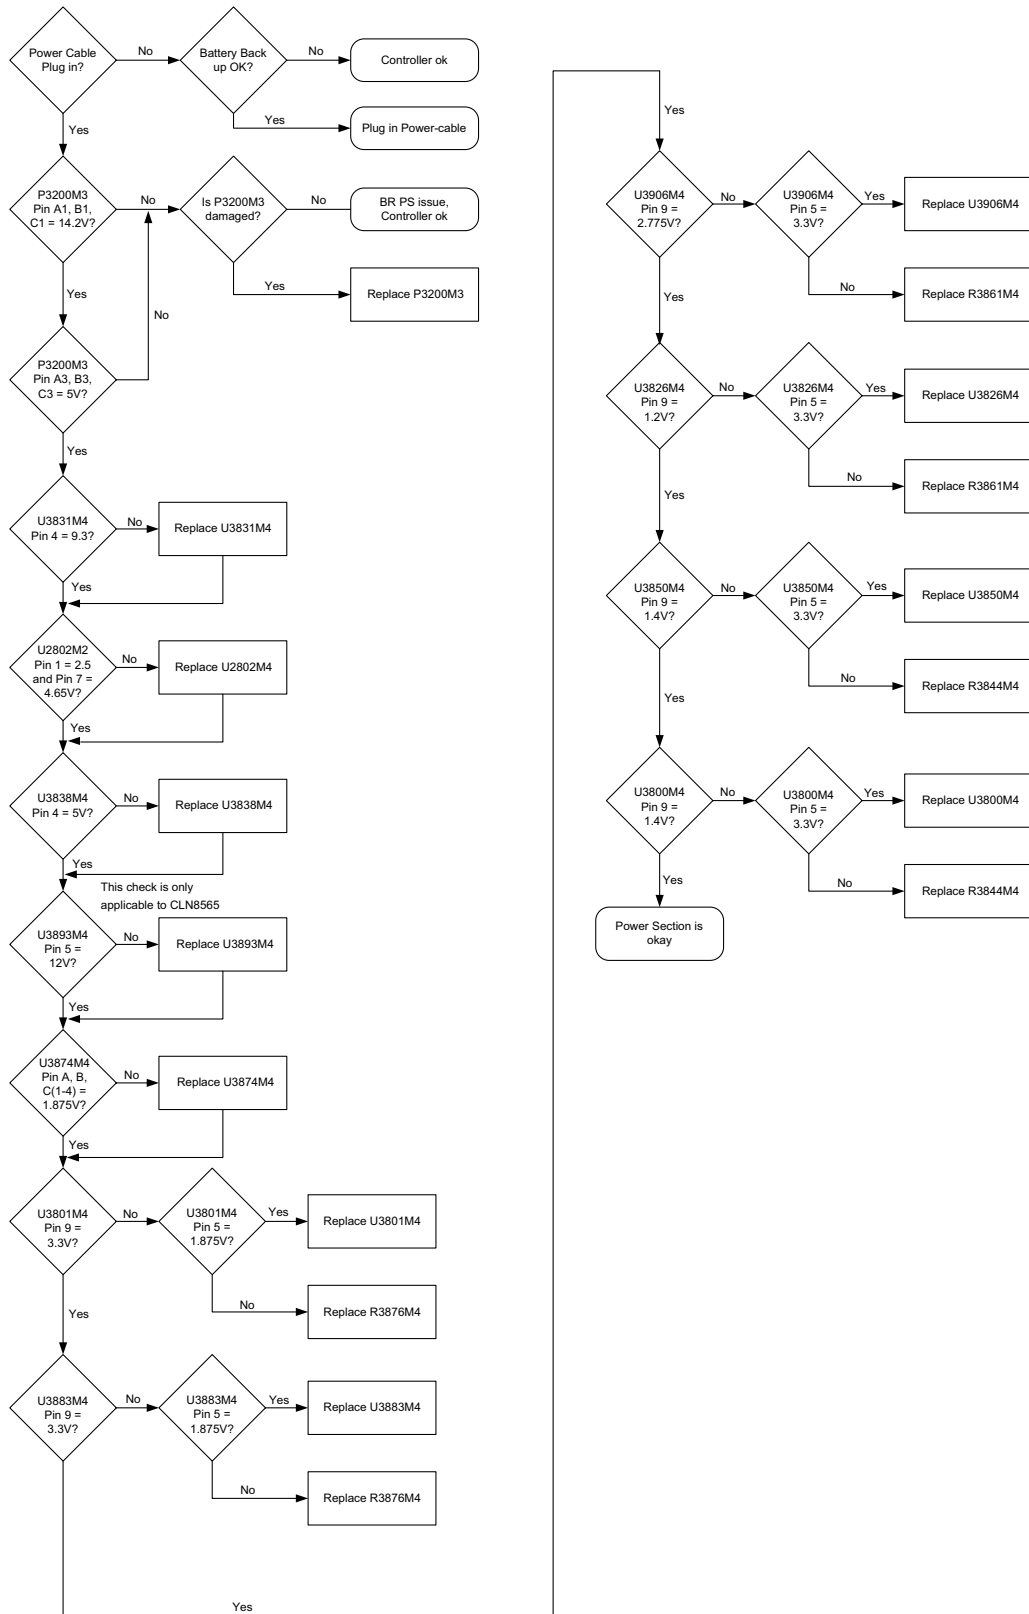 Power Cable
Plug in?
No
Battery Back
up OK?
No
Controller ok
Yes
Plug in Power-cable
Yes
P3200M3
Pin A1, B1,
C1 = 14.2V?
No
Is P3200M3
damaged?
No
BR PS issue,
Controller ok
Yes
Replace P3200M3
Yes
No
P3200M3
Pin A3, B3,
C3 = 5V?
Yes
U3831M4
Pin 4 = 9.3?
No
Replace U3831M4
Yes
U2802M2
Pin 1 = 2.5
and Pin 7 =
4.65V?
No
Replace U2802M4
Yes
U3838M4
Pin 4 = 5V?
No
Replace U3838M4
Yes
This check is only
applicable to CLN8565
U3893M4
Pin 5 =
12V?
No
Replace U3893M4
Yes
U3874M4
Pin A, B,
C(1-4) =
1.875V?
No
Replace U3874M4
Yes
U3801M4
Pin 9 =
3.3V?
No
U3801M4
Pin 5 =
1.875V?
Yes
Replace U3801M4
No
Replace R3876M4
Yes
U3883M4
Pin 9 =
3.3V?
No
U3883M4
Pin 5 =
1.875V?
Yes
Replace U3883M4
No
Replace R3876M4
Yes
Yes
U3906M4
Pin 9 =
2.775V?
No
U3906M4
Pin 5 =
3.3V?
Yes
Replace U3906M4
No
Replace R3861M4
Yes
U3826M4
Pin 9 =
1.2V?
No
U3826M4
Pin 5 =
3.3V?
Yes
Replace U3826M4
No
Replace R3861M4
Yes
U3850M4
Pin 9 =
1.4V?
No
U3850M4
Pin 5 =
3.3V?
Yes
Replace U3850M4
No
Replace R3844M4
Yes
U3800M4
Pin 9 =
1.4V?
No
U3800M4
Pin 5 =
3.3V?
Yes
Replace U3800M4
No
Replace R3844M4
Yes
Power Section is
okay